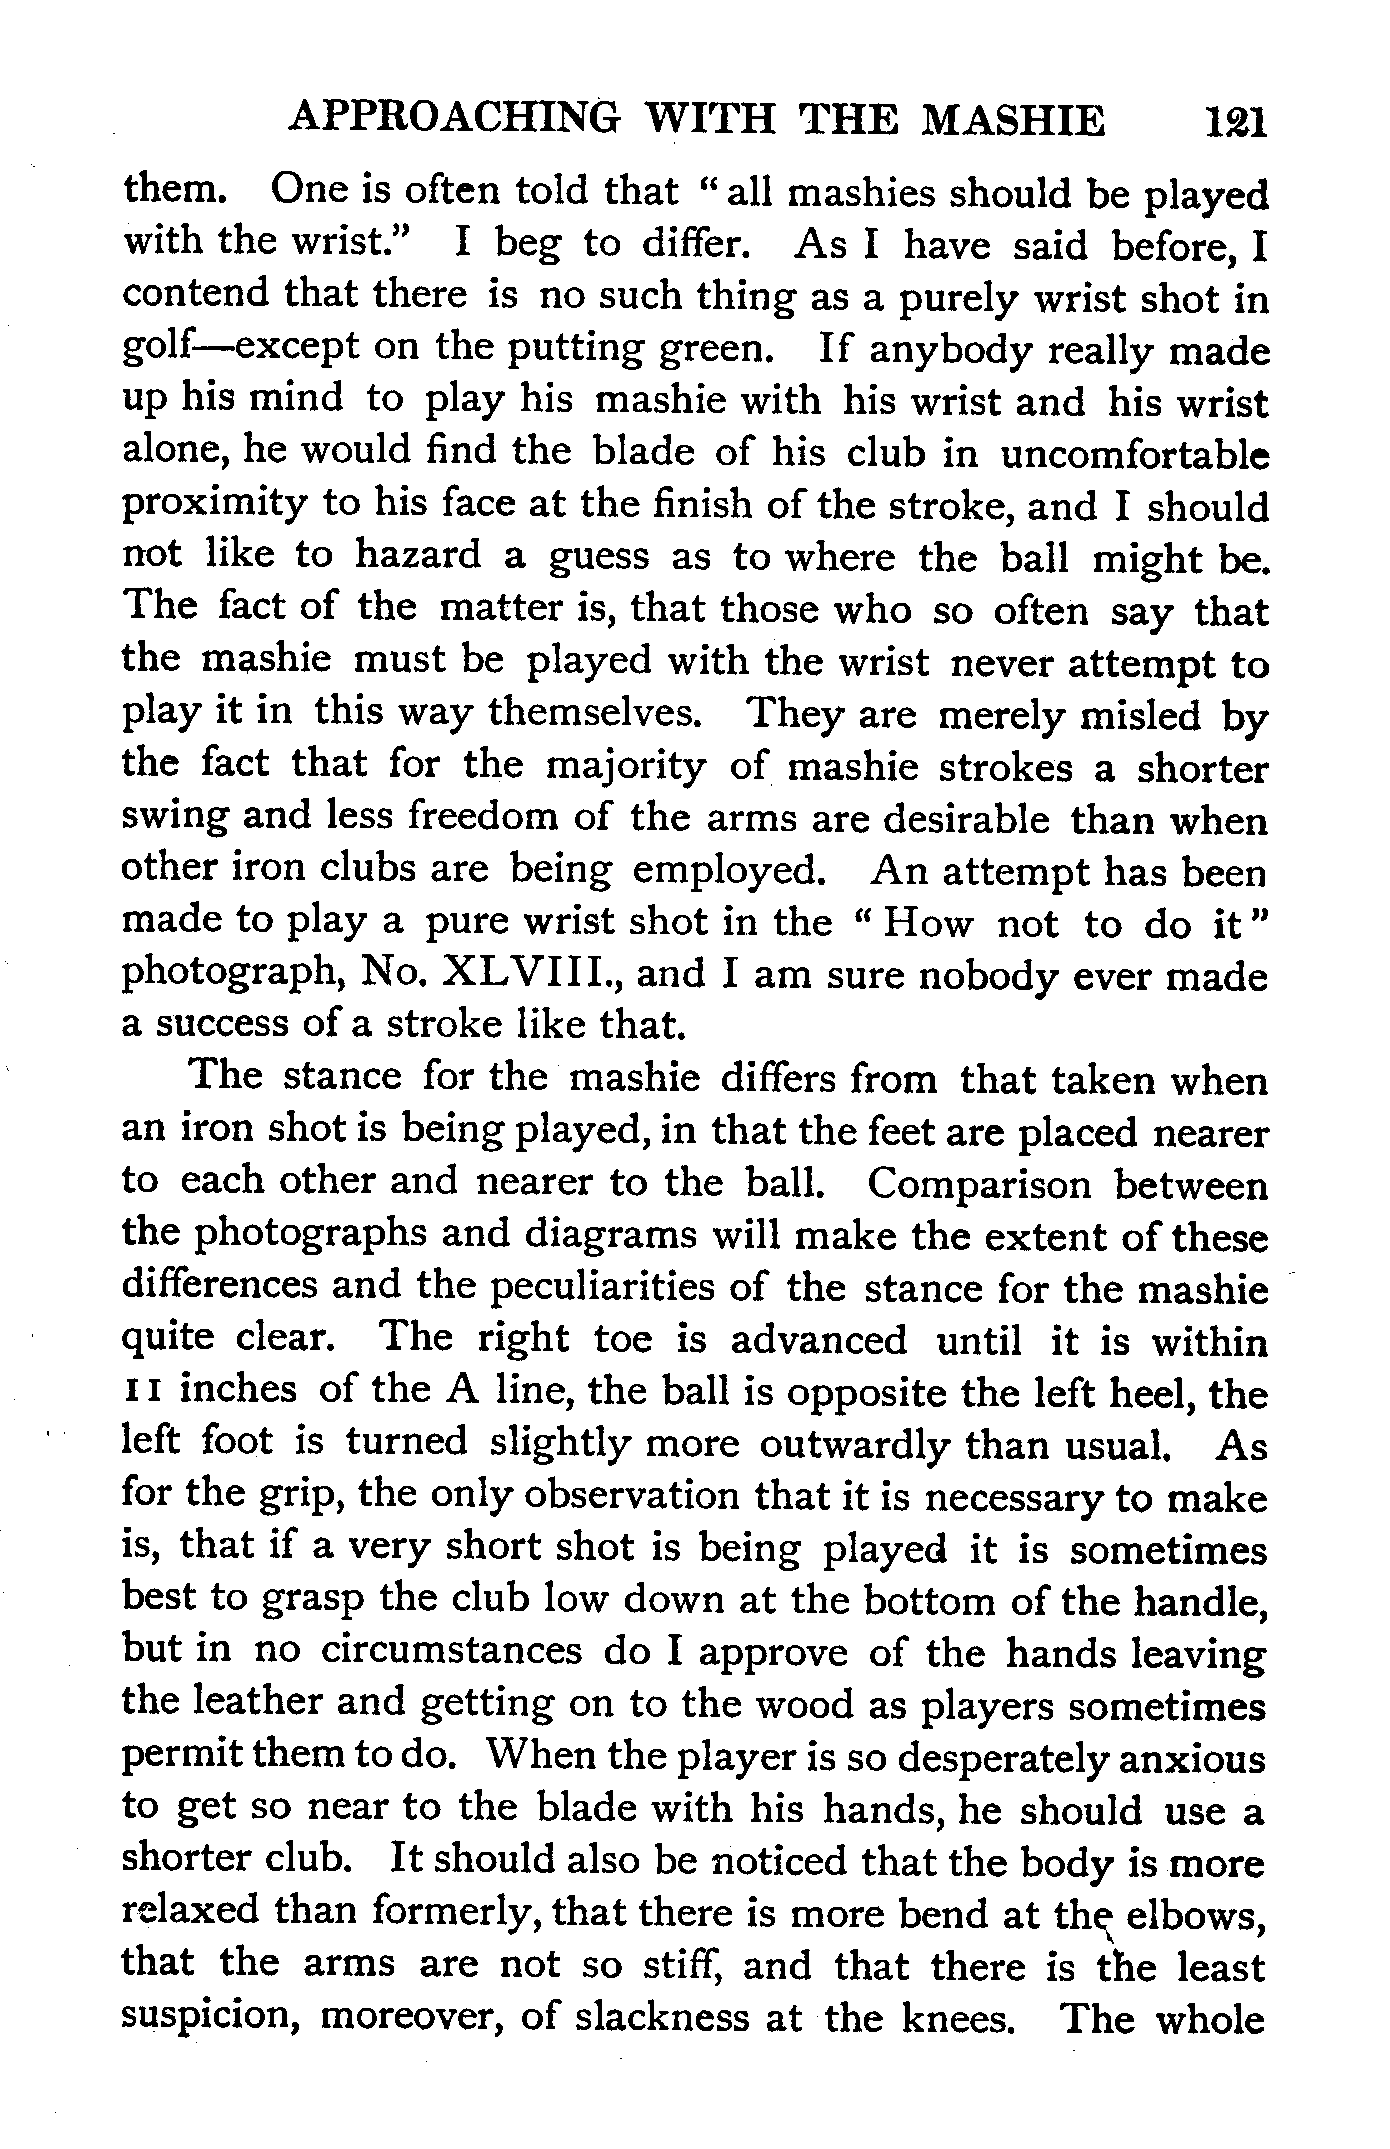 APPROACHING WITH THE MASHIE 121
them. One is often told that “ all mashies should be played
with the wrist.” I beg to differ. As I have said before, I
contend that there is no such thing as a purely wrist shot in
golf—except on the putting green. If anybody really made
up his mind to play his mashie with his wrist and his wrist
alone, he would find the blade of his club in uncomfortable
proximity to his face at the finish of the stroke, and I should
not like to hazard a guess as to where the ball might be.
The fact of the matter is, that those who so often say that
the mashie must be played with the wrist never attempt to
play it in this way themselves. They are merely misled by
the fact that for the majority of mashie strokes a shorter
swing and less freedom of the arms are desirable than when
other iron clubs are being employed. An attempt has been
made to play a pure wrist shot in the “ How not to do it ”
photograph, No. XLVIII., and I am sure nobody ever made
a success of a stroke like that.
The stance for the mashie differs from that taken when
an iron shot is being played, in that the feet are placed nearer
to each other and nearer to the ball. Comparison between
the photographs and diagrams will make the extent of these
differences and the peculiarities of the stance for the mashie
quite clear. The right toe is advanced until it is within
11 inches of the A line, the ball is opposite the left heel, the
left foot is turned slightly more outwardly than usual. As
for the grip, the only observation that it is necessary to make
is, that if a very short shot is being played it is sometimes
best to grasp the club low down at the bottom of the handle,
but in no circumstances do I approve of the hands leaving
the leather and getting on to the wood as players sometimes
permit them to do. When the player is so desperately anxious
to get so near to the blade with his hands, he should use a
shorter club. It should also be noticed that the body is more
relaxed than formerly, that there is more bend at the elbows,
that the arms are not so stiff, and that there is the least
suspicion, moreover, of slackness at the knees. The whole